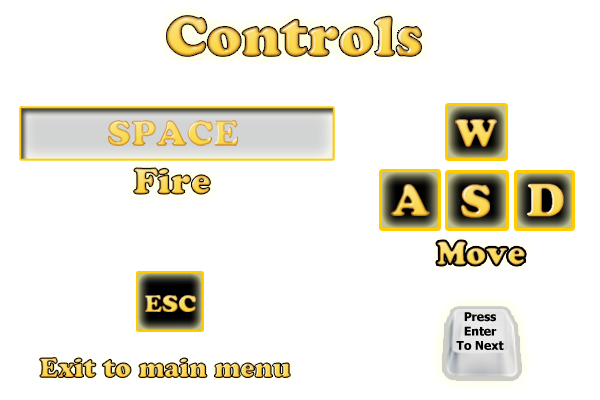 Controls
SPACE
Fire
W
A S D
Move
ESC
Exit to main menu
Press
Enter
To Next